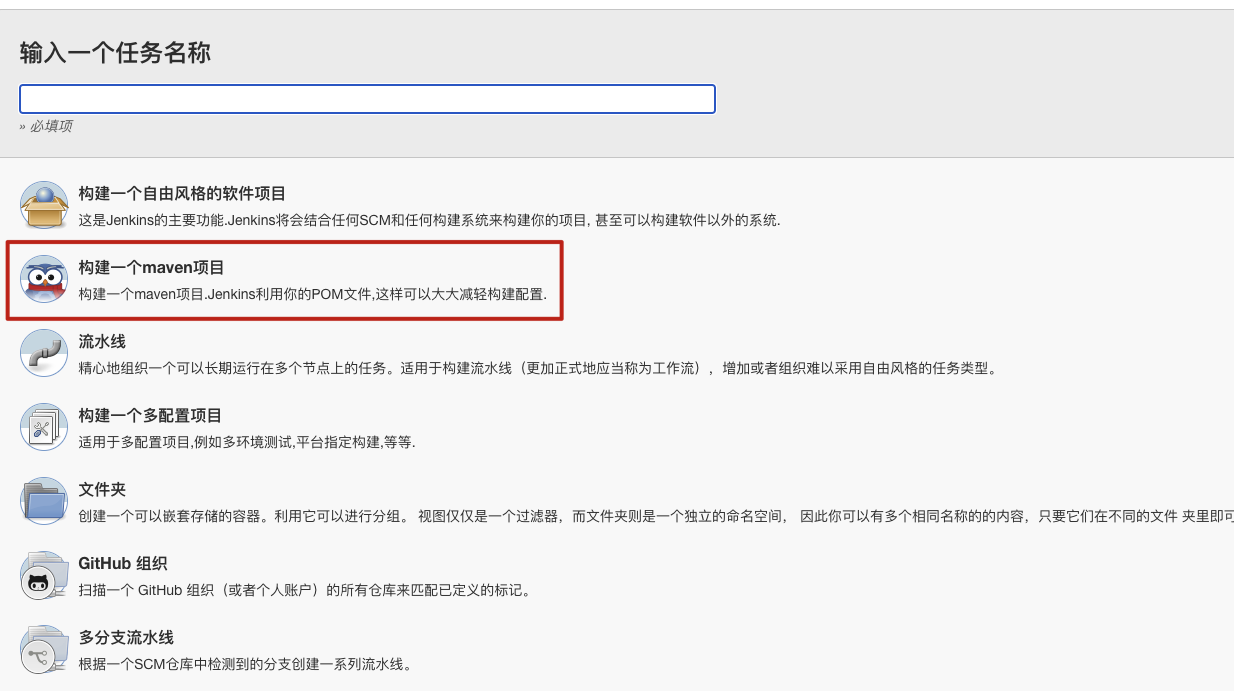 输入一个任务名称
» 必填项
构建一个自由风格的软件项目
这是Jenkins的主要功能.Jenkins将会结合任何SCM和任何构建系统来构建你的项目, 甚至可以构建软件以外的系统.
构建一个maven项目
构建一个maven项目.Jenkins利用你的POM文件,这样可以大大减轻构建配置.
流水线
精心地组织一个可以长期运行在多个节点上的任务。适用于构建流水线（更加正式地应当称为工作流），增加或者组织难以采用自由风格的任务类型。
构建一个多配置项目
适用于多配置项目,例如多环境测试,平台指定构建,等等.
文件夹
创建一个可以嵌套存储的容器。利用它可以进行分组。 视图仅仅是一个过滤器，而文件夹则是一个独立的命名空间， 因此你可以有多个相同名称的的内容，只要它们在不同的文件 夹里即可
GitHub 组织
扫描一个 GitHub 组织（或者个人账户）的所有仓库来匹配已定义的标记。
多分支流水线
根据一个SCM仓库中检测到的分支创建一系列流水线。